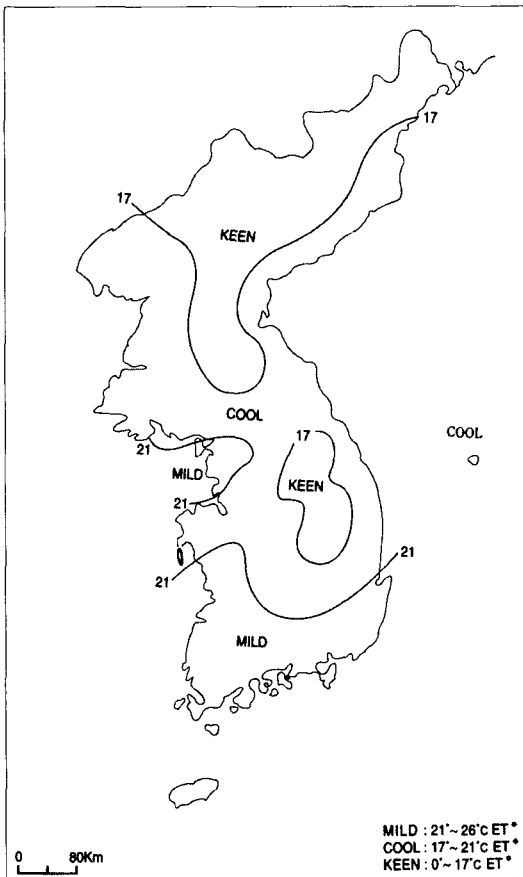 17
17
KEEN
COOL
17
COOL
21
MILD
KEEN
21
21
21
MILD
MILD : 21°~ 26°C ET*
COOL : 17°~ 21°C ET*
KEEN : 0°~ 17°C ET*
0 80Km